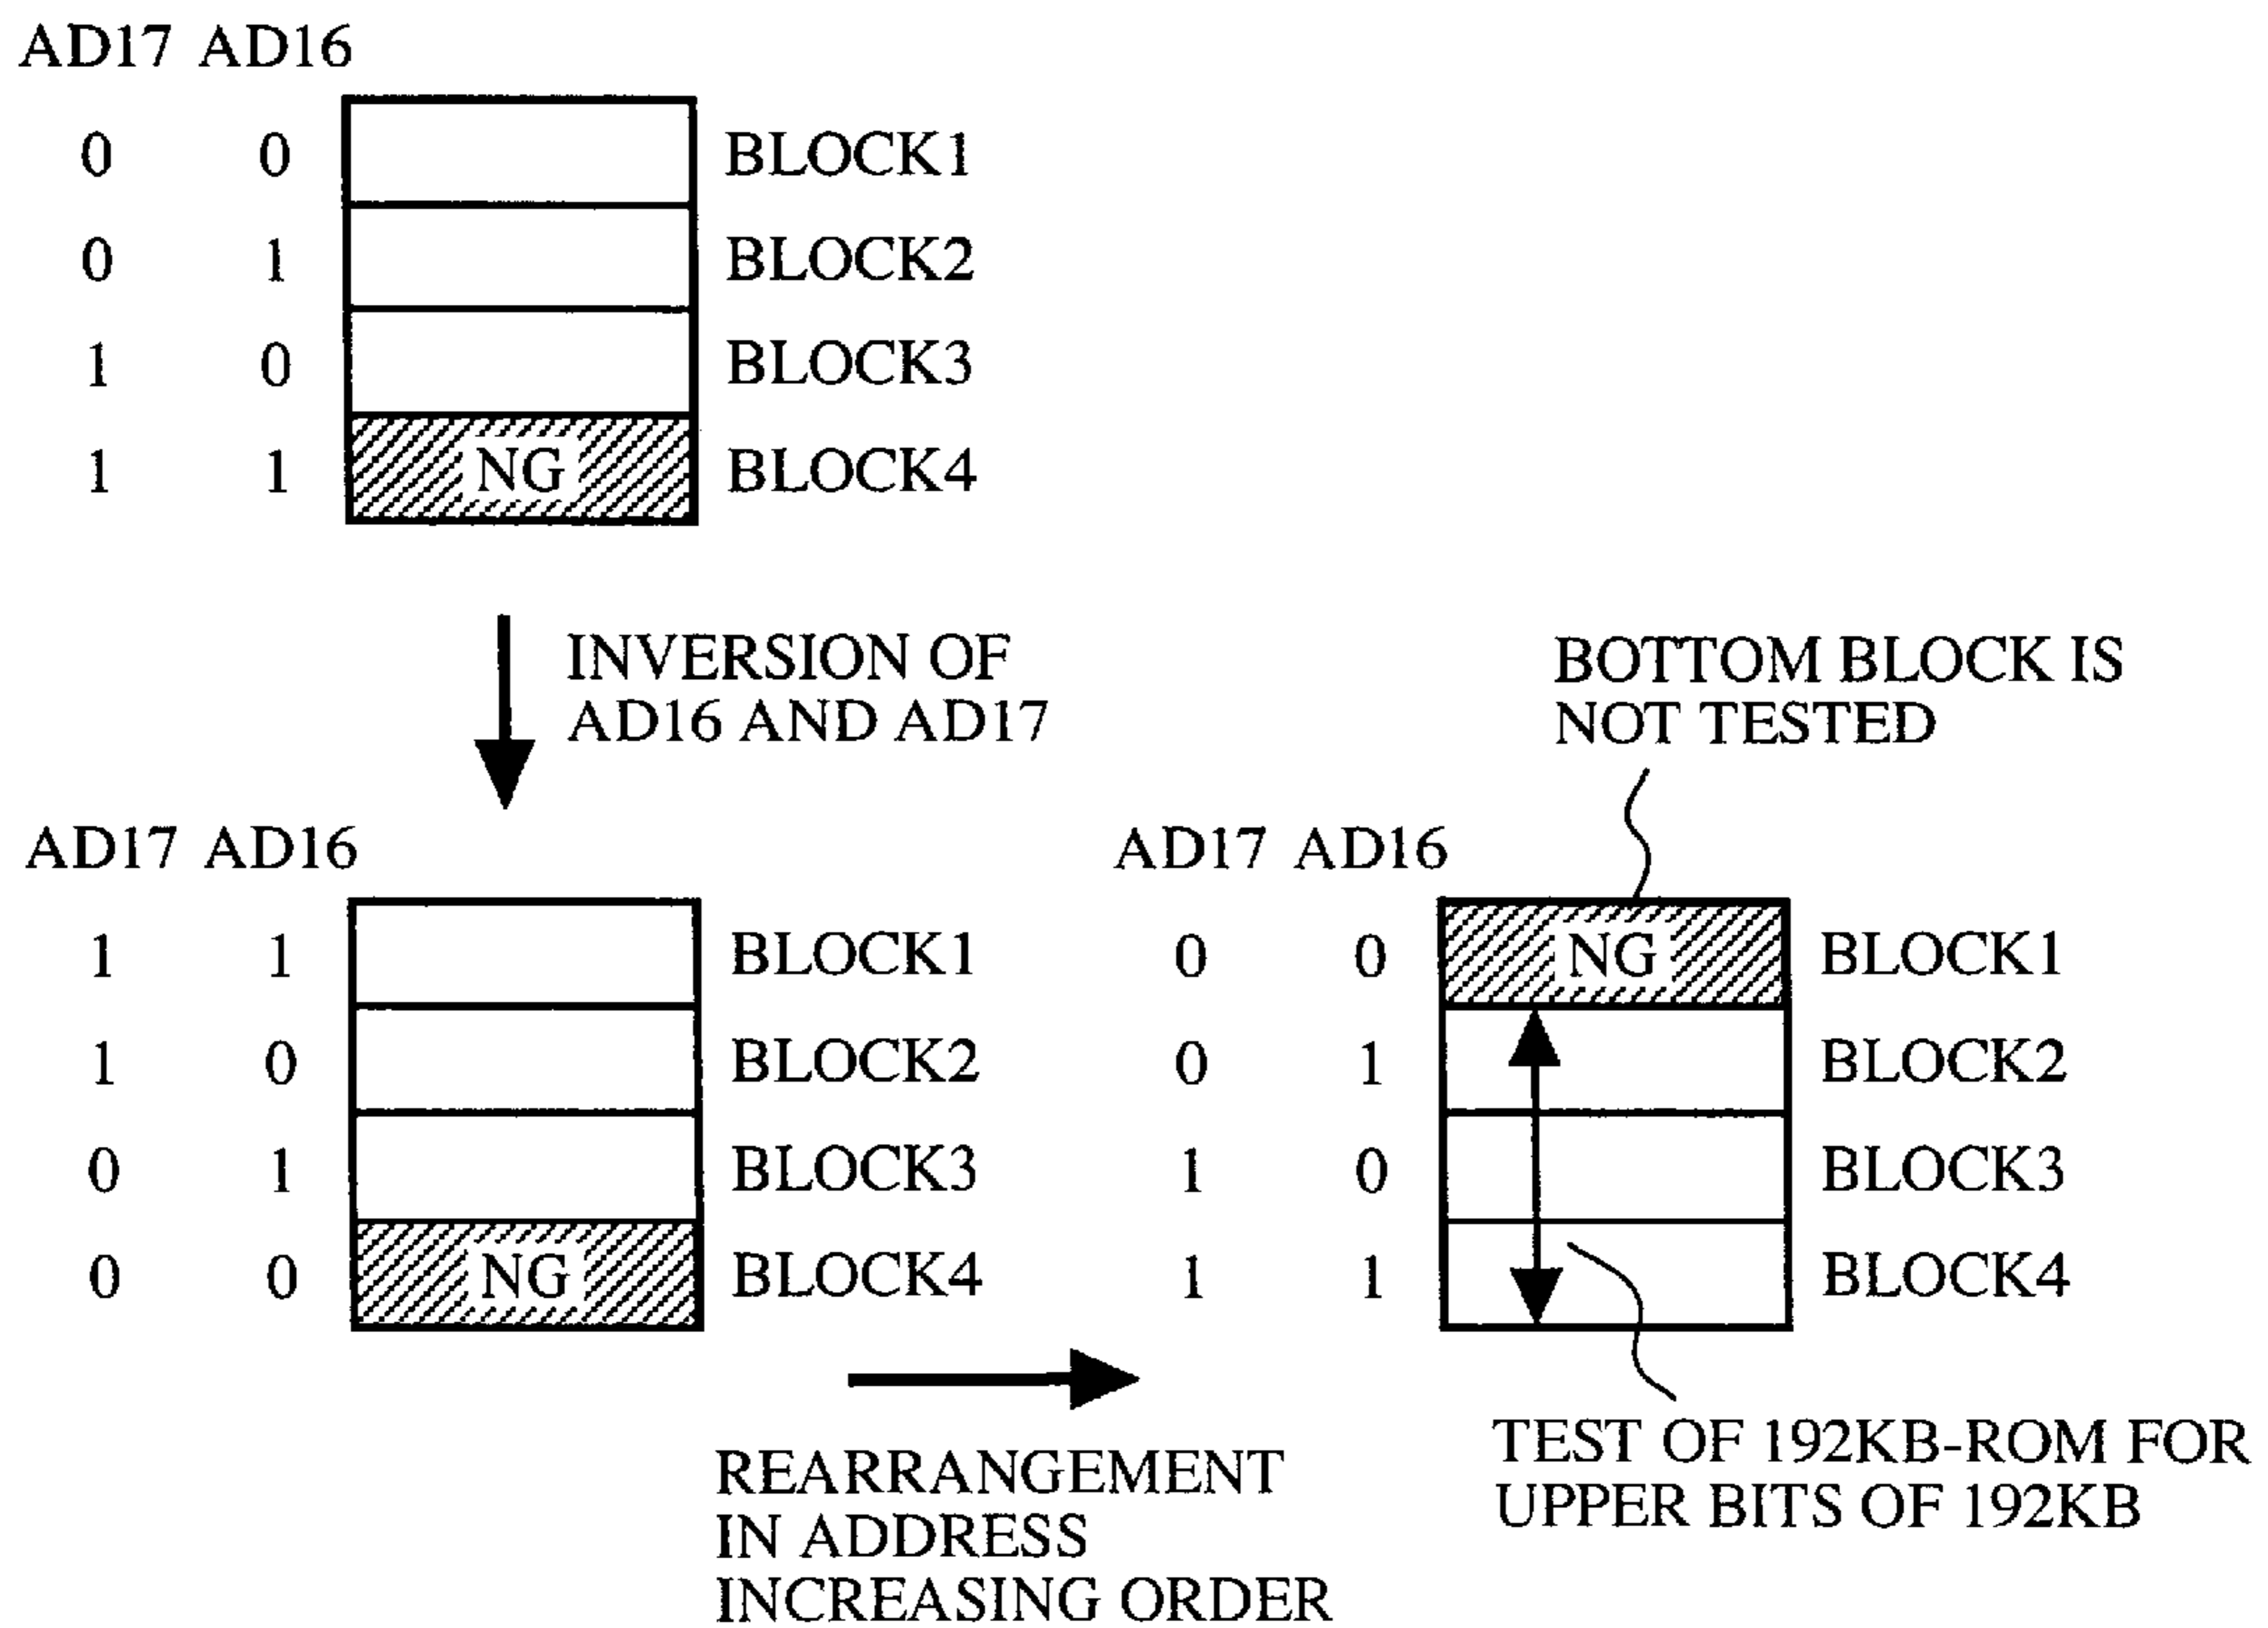 AD17 AD16
0 0 BLOCK1
0 1 BLOCK2
1 0 BLOCK3
1 1 NG BLOCK4
INVERSION OF
AD16 AND AD17
BOTTOM BLOCK IS
NOT TESTED
AD17 AD16
1 1 BLOCK1
1 0 BLOCK2
0 1 BLOCK3
0 0 NG BLOCK4
AD17 AD16
0 0 NG BLOCK1
0 1 BLOCK2
1 0 BLOCK3
1 1 BLOCK4
REARRANGEMENT
IN ADDRESS
INCREASING ORDER
TEST OF 192KB-ROM FOR
UPPER BITS OF 192KB